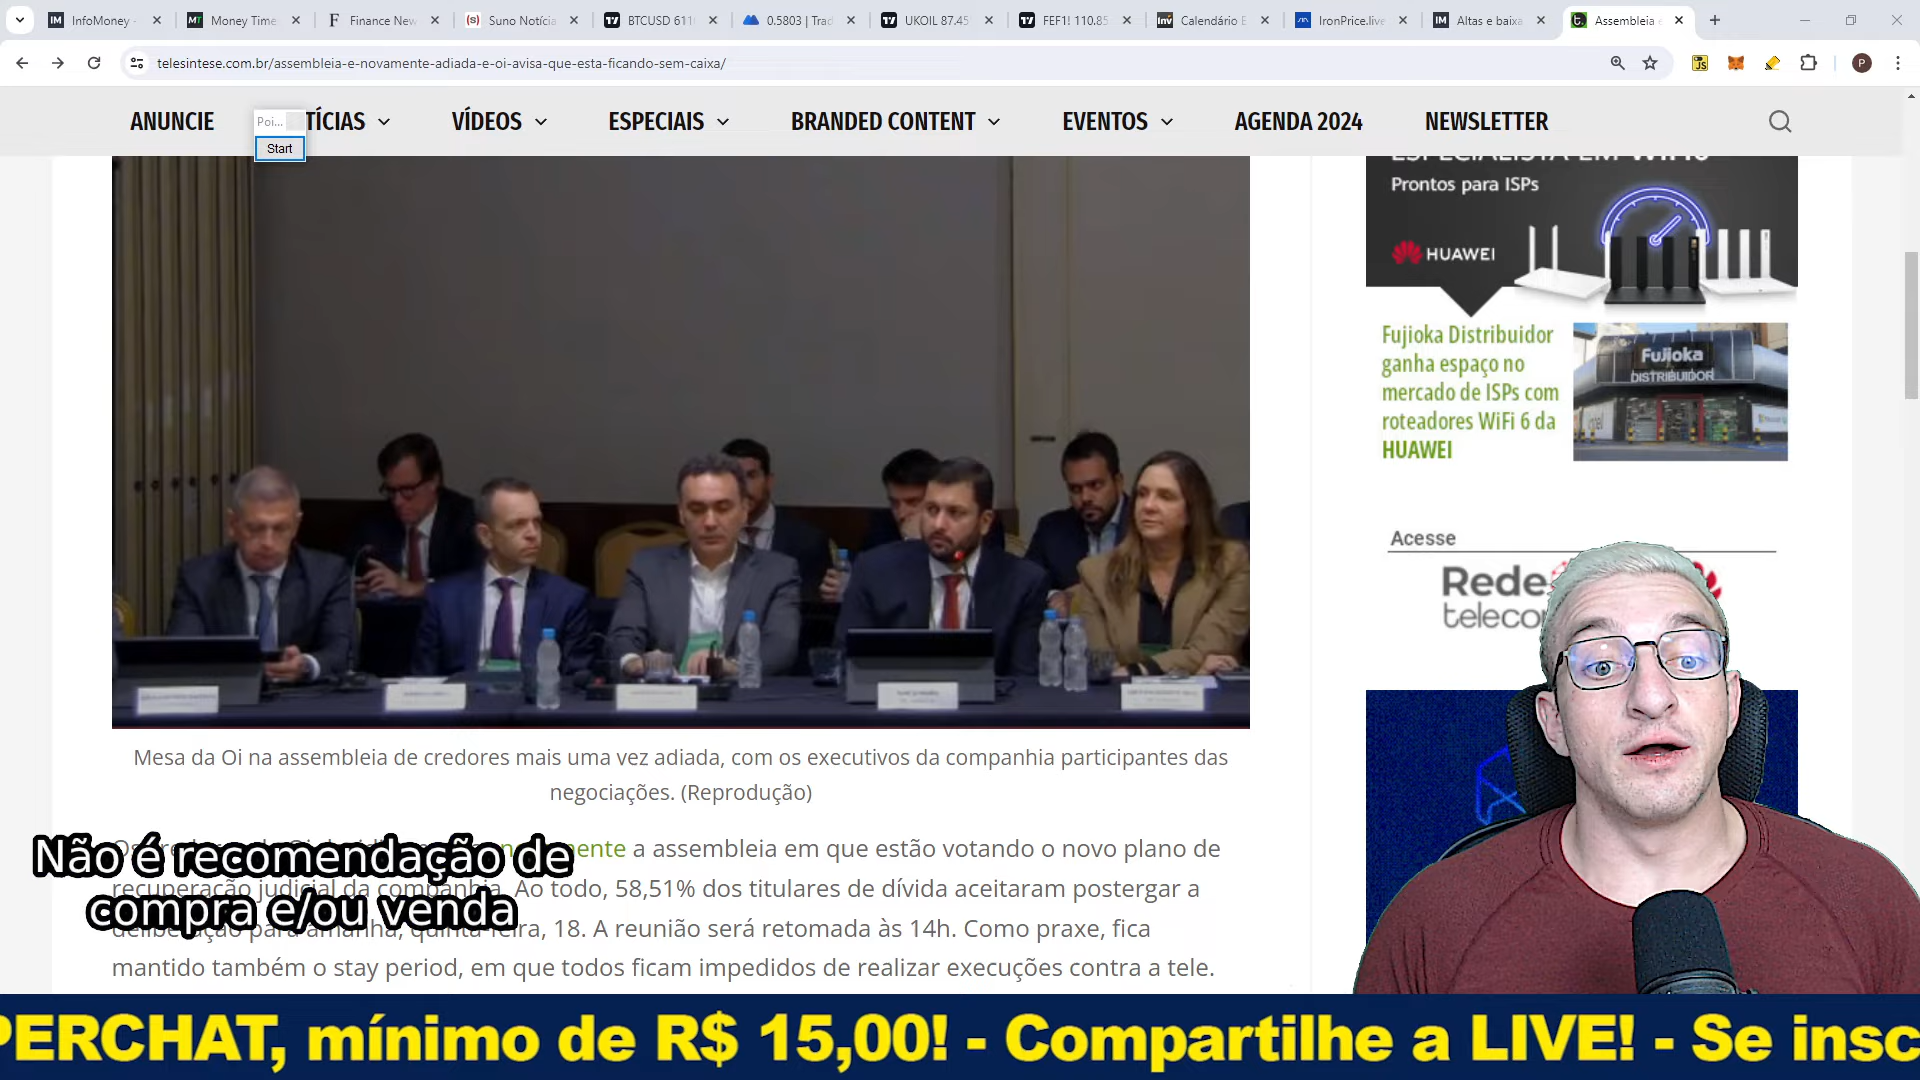 InfoMoney -
Money Time
Finance New
Suno Notícia
BTCUSD 611
0.5803 | Trad
UKOIL 87.45
FEF1! 110.85
Calendário E
IronPrice.live
Altas e baixa
Assembleia e
telesintese.com.br/assembleia-e-novamente-adiada-e-oi-avisa-que-esta-ficando-sem-caixa/
ANUNCIE
TÍCIAS
VÍDEOS
ESPECIAIS
BRANDED CONTENT
EVENTOS
AGENDA 2024
NEWSLETTER
Poi...
Start
Prontos para ISPs
HUAWEI
Fujioka Distribuidor
ganha espaço no
mercado de ISPs com
roteadores WiFi 6 da
HUAWEI
Fujioka
DISTRIBUIDOR
Acesse
Rede
teleco
Mesa da Oi na assembleia de credores mais uma vez adiada, com os executivos da companhia participantes das
negociações. (Reprodução)
a assembleia em que estão votando o novo plano de
recuperação judicial da companhia. Ao todo, 58,51% dos titulares de dívida aceitaram postergar a
deliberação para amanhã, quinta-feira, 18. A reunião será retomada às 14h. Como praxe, fica
mantido também o stay period, em que todos ficam impedidos de realizar execuções contra a tele.
Não é recomendação de
compra e/ou venda
PERCHAT, mínimo de R$ 15,00! - Compartilhe a LIVE! - Se insc